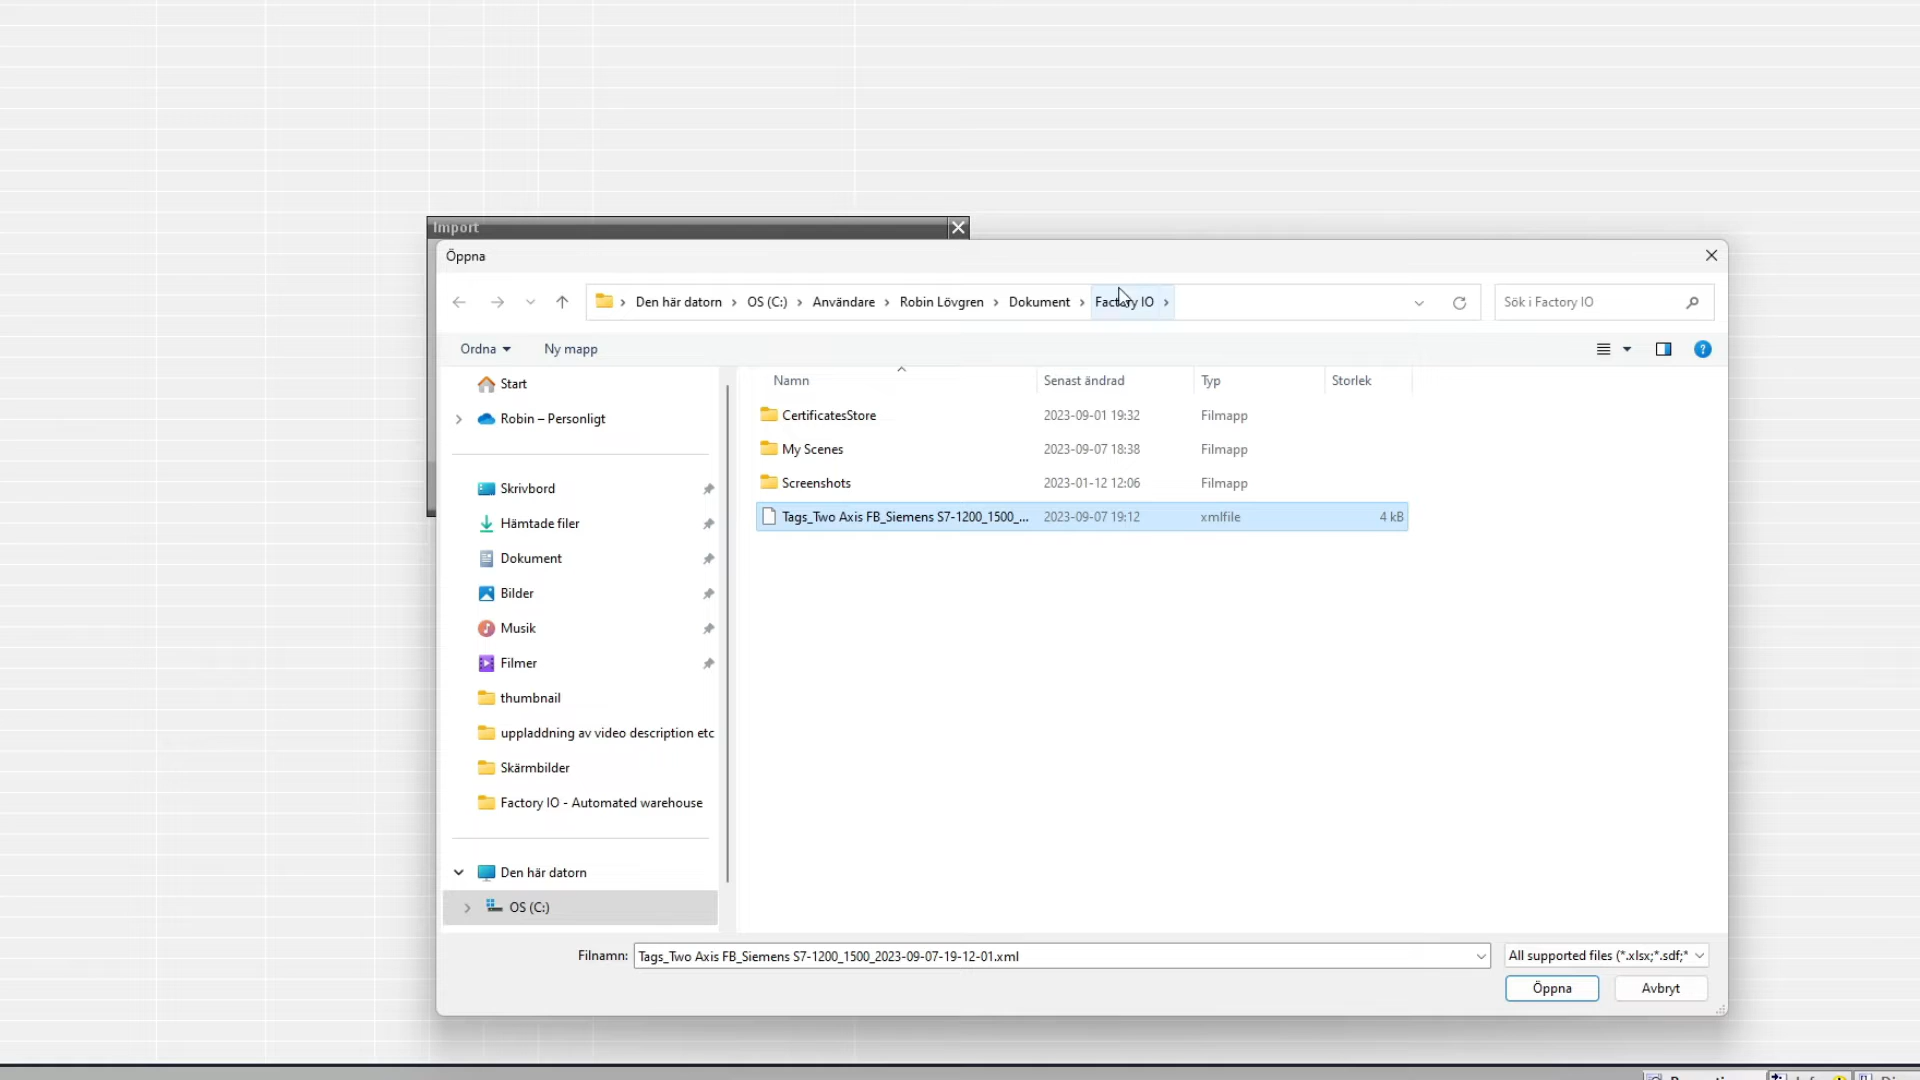 Import
Öppna
Den här datorn OS (C:) Användare Robin Lövgren Dokument Factory IO
Sök i Factory IO
Ordna Ny mapp
Namn Senast ändrad Typ Storlek
Start
Robin – Personligt
Skrivbord
Hämtade filer
Dokument
Bilder
Musik
Filmer
thumbnail
uppladdning av video description etc
Skärmbilder
Factory IO - Automated warehouse
Den här datorn
OS (C:)
CertificatesStore 2023-09-01 19:32 Filmapp
My Scenes 2023-09-07 18:38 Filmapp
Screenshots 2023-01-12 12:06 Filmapp
Tags_Two Axis FB_Siemens S7-1200_1500_... 2023-09-07 19:12 xmlfile 4 kB
Filnamn: Tags_Two Axis FB_Siemens S7-1200_1500_2023-09-07-19-12-01.xml
All supported files (*.xlsx;*.sdf;*
Öppna Avbryt